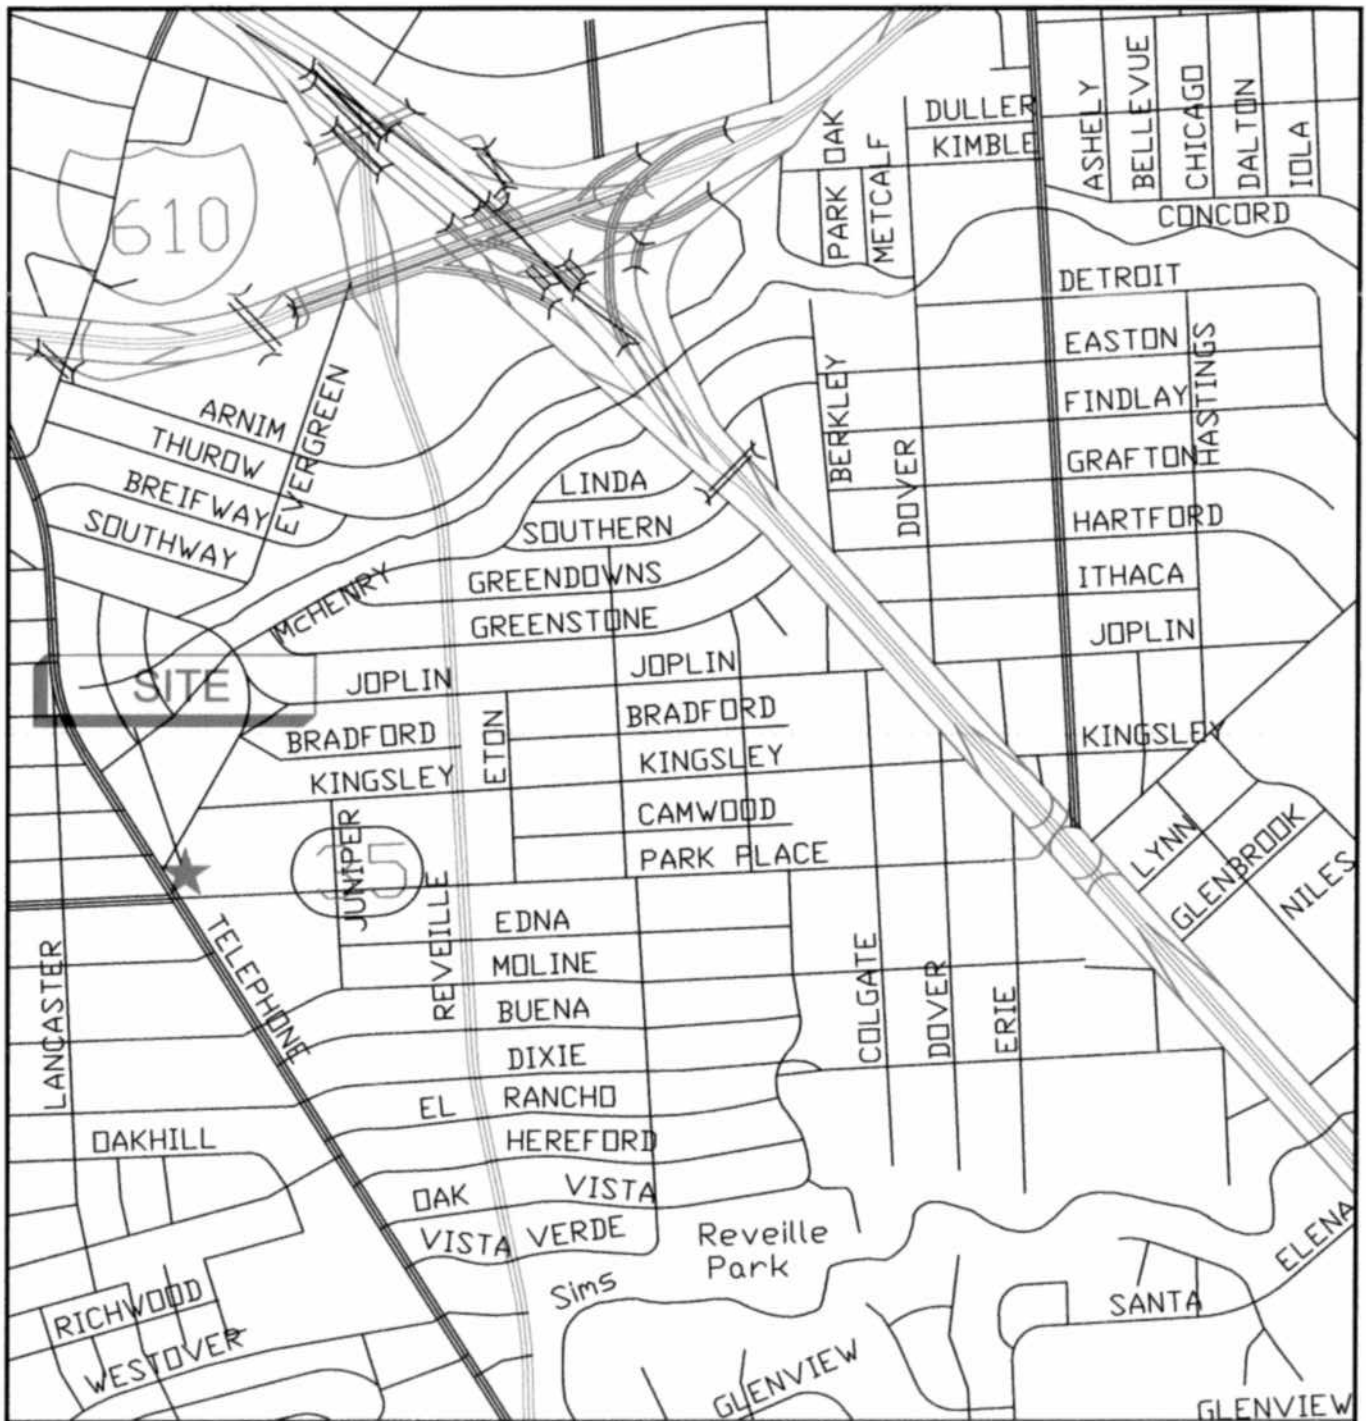 DULLER
KIMBLE
ASHELY
BELLEVUE
CHICAGO
DALTON
IOLA
PARK OAK
METCALF
CONCORD
610
DETROIT
EASTON
HASTINGS
FINDLAY
BERKLEY
EVERGREEN
ARNIM
THUROW
GRAFTON
DOVER
LINDA
BREIFWAY
SOUTHERN
HARTFORD
SOUTHWAY
GREENDOWNS
ITHACA
McHENRY
GREENSTONE
JOPLIN
SITE
JOPLIN
JOPLIN
BRADFORD
BRADFORD
KINGSLEY
ETON
KINGSLEY
KINGSLEY
CAMWOOD
JUNIPER
35
PARK PLACE
LYNN
GLENBROOK
NILES
REVEILLE
EDNA
TELEPHONE
MOLINE
LANCASTER
BUENA
COLGATE
DOVER
ERIE
DIXIE
EL RANCHO
OAKHILL
HEREFORD
OAK VISTA
VISTA VERDE
Reveille
Park
ELENA
Sims
SANTA
RICHWOOD
WESTOVER
GLENVIEW
GLENVIEW